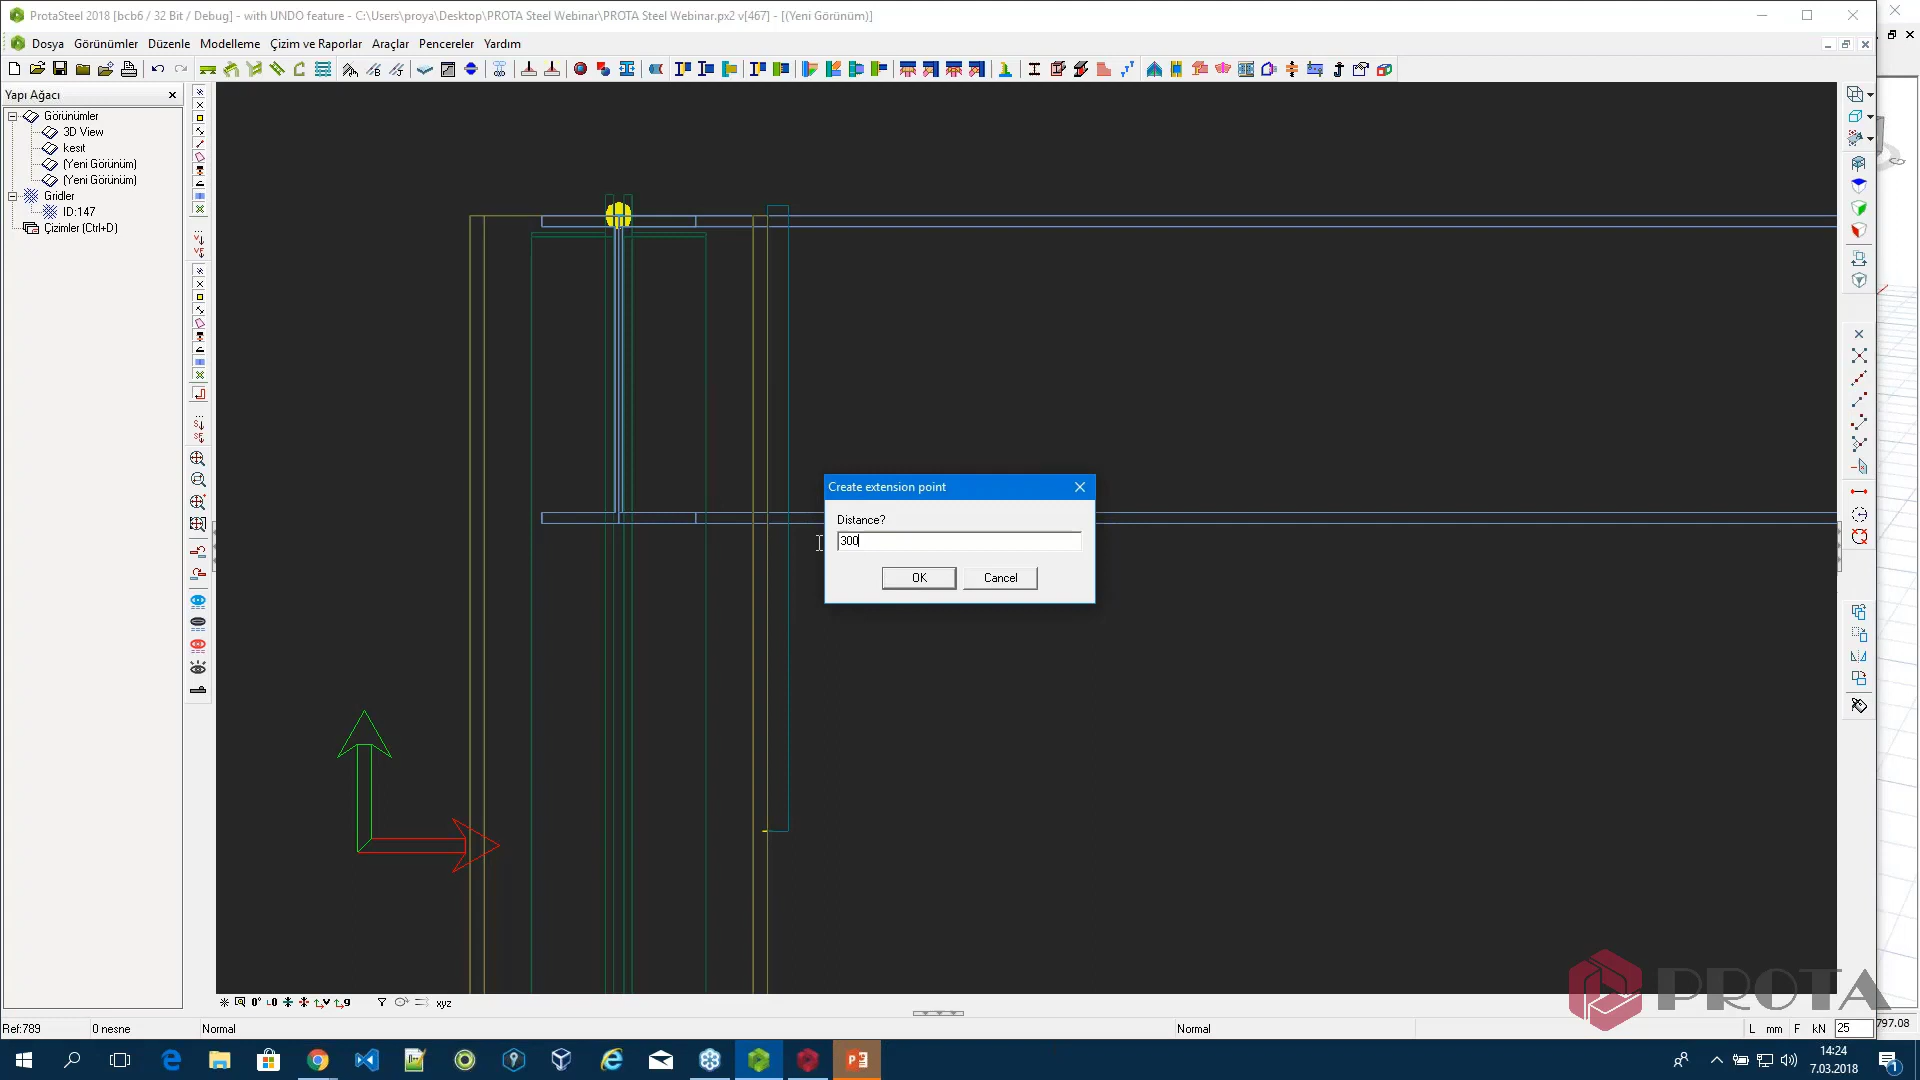 ProtaSteel 2018 [bcb6 / 32 Bit / Debug] - with UNDO feature - C:\Users\proya\Desktop\PROTA Steel Webinar\PROTA Steel Webinar.px2 v[467] - [(Yeni Görünüm)]
Dosya Görünümler Düzenle Modelleme Çizim ve Raporlar Araçlar Pencereler Yardım
Yapı Ağacı
Görünümler
3D View
kesit
(Yeni Görünüm)
(Yeni Görünüm)
Gridler
ID:147
Çizimler (Ctrl+D)
Create extension point
Distance?
300
OK Cancel
xyz
PROTA
Ref:789 0 nesne Normal Normal L mm F kN 25 797.08
14:24
7.03.2018
1